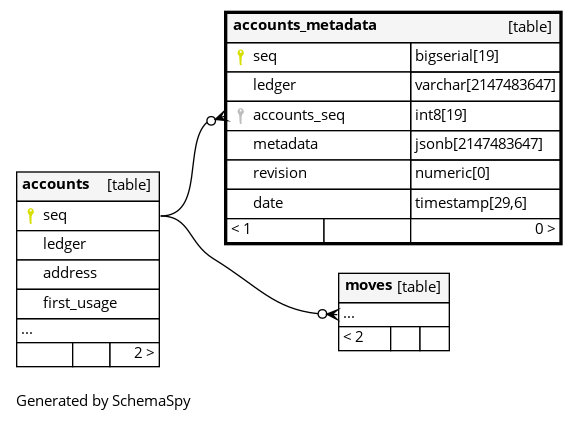 accounts_metadata [table]
seq bigserial[19]
ledger varchar[2147483647]
accounts_seq int8[19]
metadata jsonb[2147483647]
revision numeric[0]
date timestamp[29,6]
< 1 0 >
accounts [table]
seq
ledger
address
first_usage
...
2 >
moves [table]
...
< 2
Generated by SchemaSpy